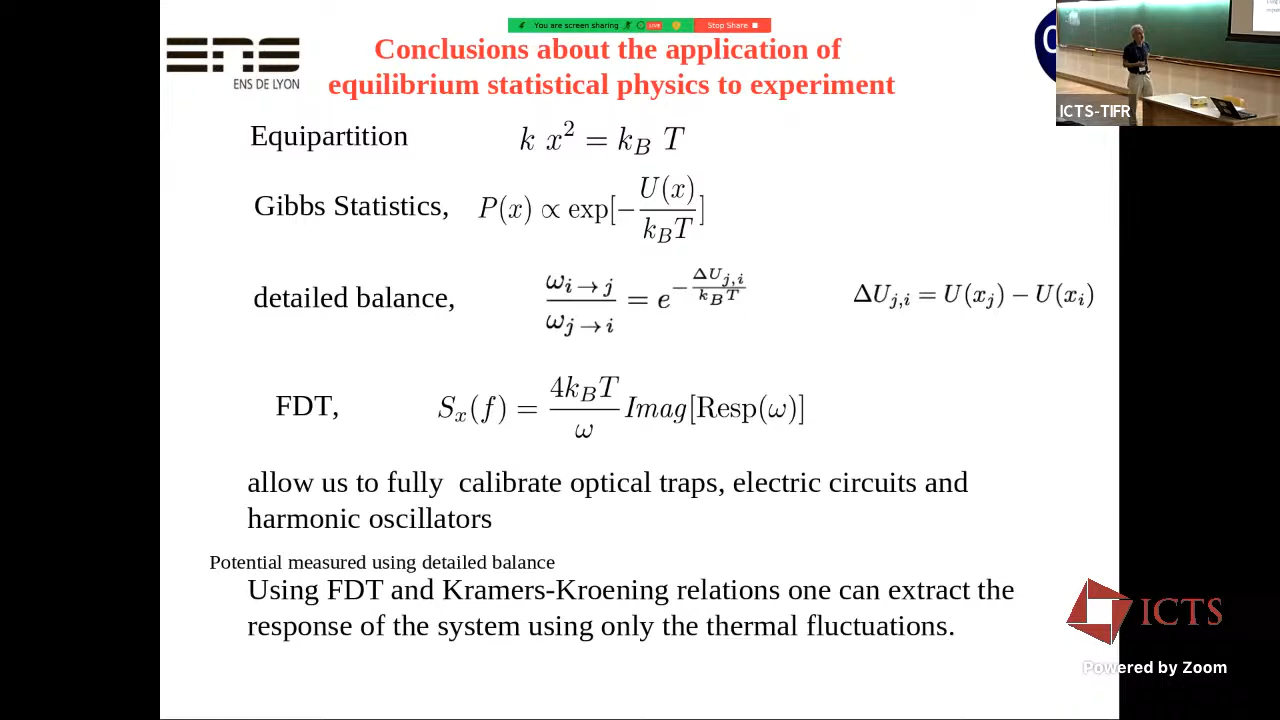 You are screen sharing LIVE Stop Share
ENS DE LYON
Conclusions about the application of
equilibrium statistical physics to experiment
ICTS-TIFR
Equipartition k x² = k_B T
Gibbs Statistics, P(x) ∝ exp[−U(x)/k_BT]
detailed balance, ω_{i→j}/ω_{j→i} = e^{−ΔU_{j,i}/k_BT} ΔU_{j,i} = U(x_j) − U(x_i)
FDT, S_x(f) = 4k_BT/ω Imag[Resp(ω)]
allow us to fully calibrate optical traps, electric circuits and
harmonic oscillators
Potential measured using detailed balance
Using FDT and Kramers-Kroening relations one can extract the
response of the system using only the thermal fluctuations.
ICTS
Powered by Zoom